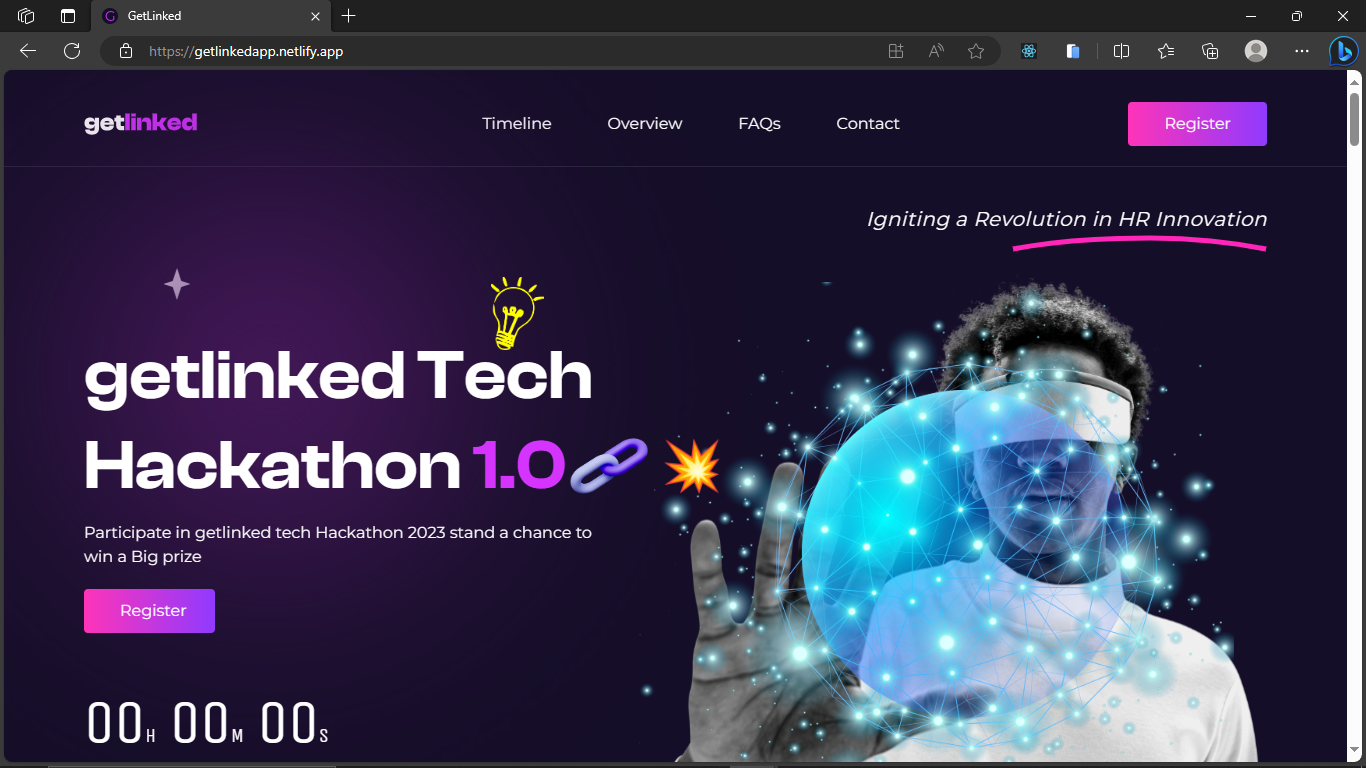 GetLinked
https://getlinkedapp.netlify.app
getlinked
Timeline
Overview
FAQs
Contact
Register
Igniting a Revolution in HR Innovation
getlinked Tech
Hackathon 1.0
Participate in getlinked tech Hackathon 2023 stand a chance to
win a Big prize
Register
00H 00M 00S